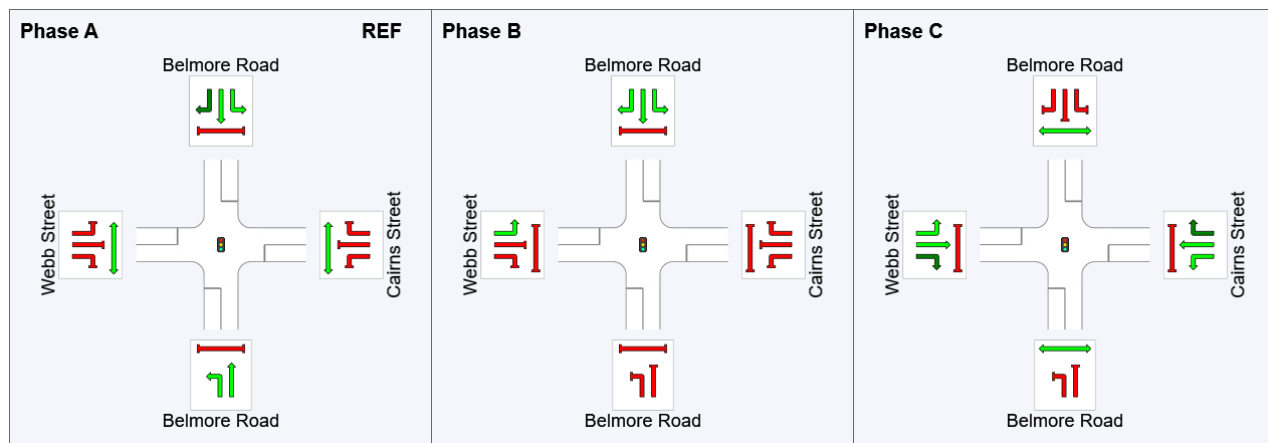 Phase A
REF
Belmore Road
Webb Street
Cairns Street
Belmore Road
Phase B
Belmore Road
Webb Street
Cairns Street
Belmore Road
Phase C
Belmore Road
Webb Street
Cairns Street
Belmore Road